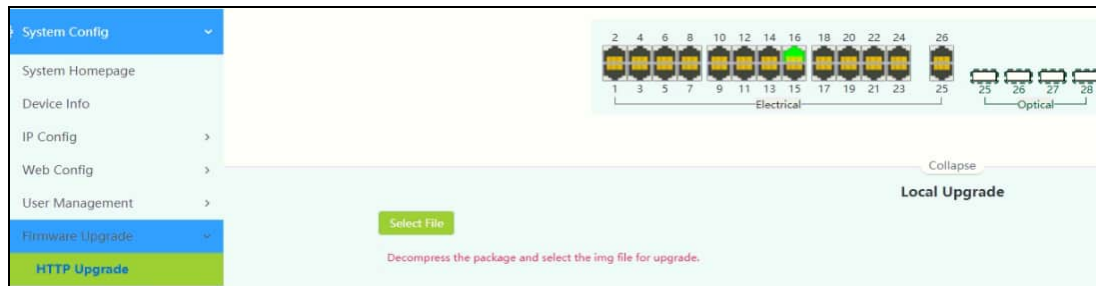 System Config
System Homepage
Device Info
IP Config
Web Config
User Management
Firmware Upgrade
HTTP Upgrade
2 4 6 8 10 12 14 16 18 20 22 24 26
1 3 5 7 9 11 13 15 17 19 21 23 25 25 26 27 28
Electrical Optical
Collapse
Local Upgrade
Select File
Decompress the package and select the img file for upgrade.